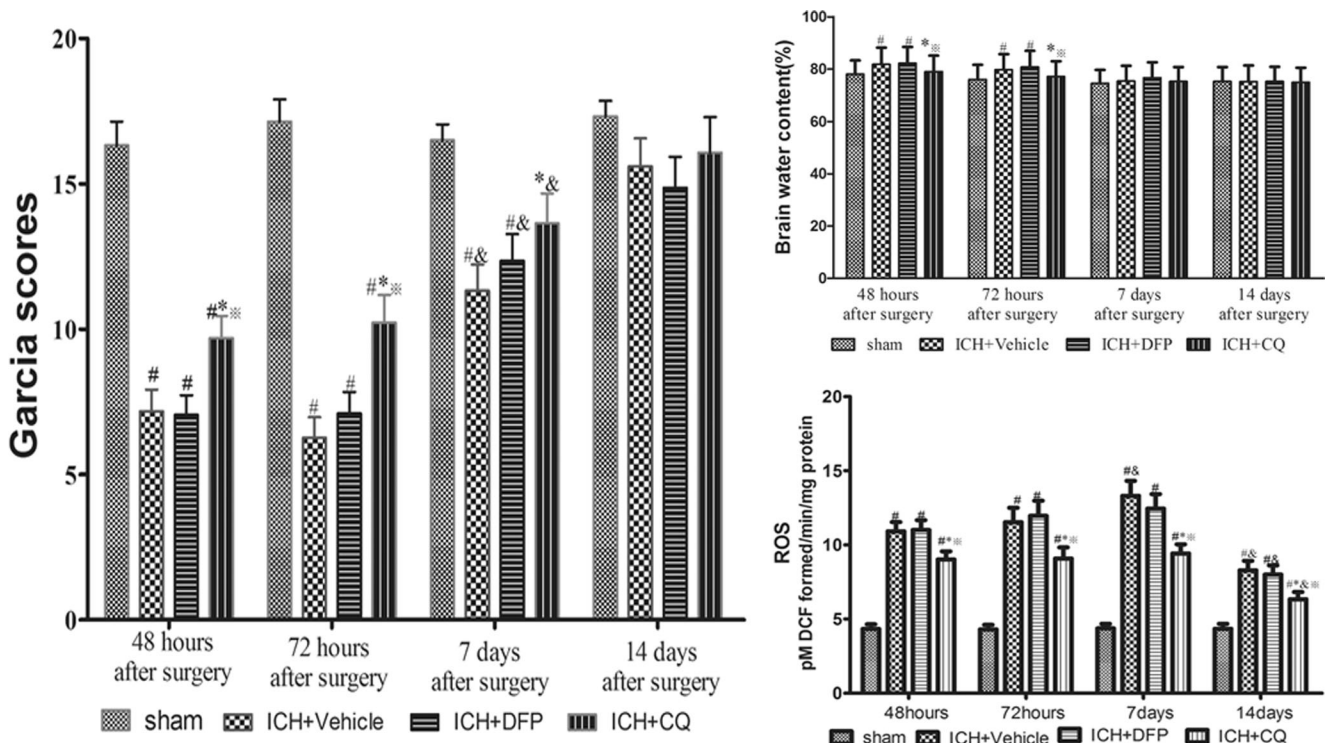 Garcia scores
20
15
10
5
0
#
#
#*※
#
#
#*※
#&
#&
*&
48 hours
after surgery
72 hours
after surgery
7 days
after surgery
14 days
after surgery
sham
ICH+Vehicle
ICH+DFP
ICH+CQ
Brain water content(%)
100
80
60
40
20
0
#
#
*※
#
#
*※
48 hours
after surgery
72 hours
after surgery
7 days
after surgery
14 days
after surgery
sham
ICH+Vehicle
ICH+DFP
ICH+CQ
ROS
pM DCF formed/min/mg protein
20
15
10
5
0
#
#
#*※
#
#
#*※
#&
#
#*※
#&
#&
#*&※
48hours
72hours
7days
14days
sham
ICH+Vehicle
ICH+DFP
ICH+CQ